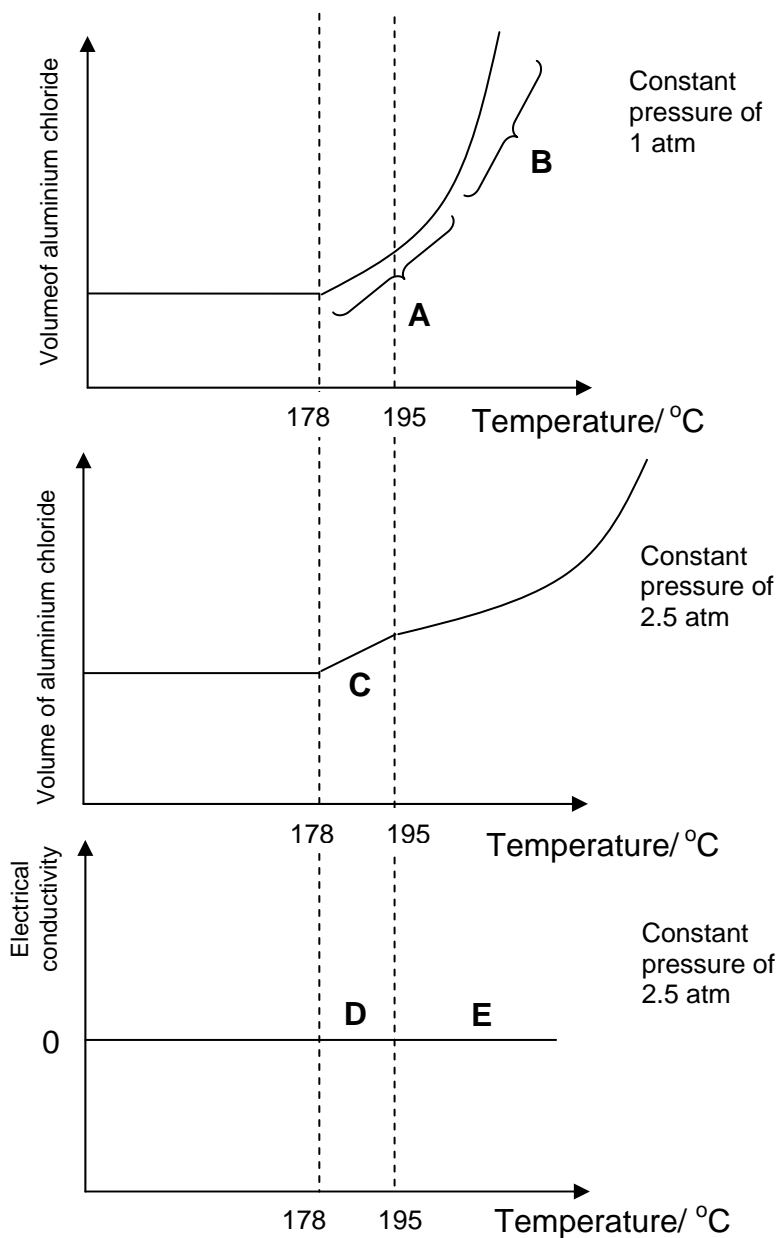 Volumeof aluminium chloride
Constant
pressure of
1 atm
B
A
178
195
Temperature/ °C
Volume of aluminium chloride
Constant
pressure of
2.5 atm
C
178
195
Temperature/ °C
Electrical
conductivity
Constant
pressure of
2.5 atm
D
E
0
178
195
Temperature/ °C